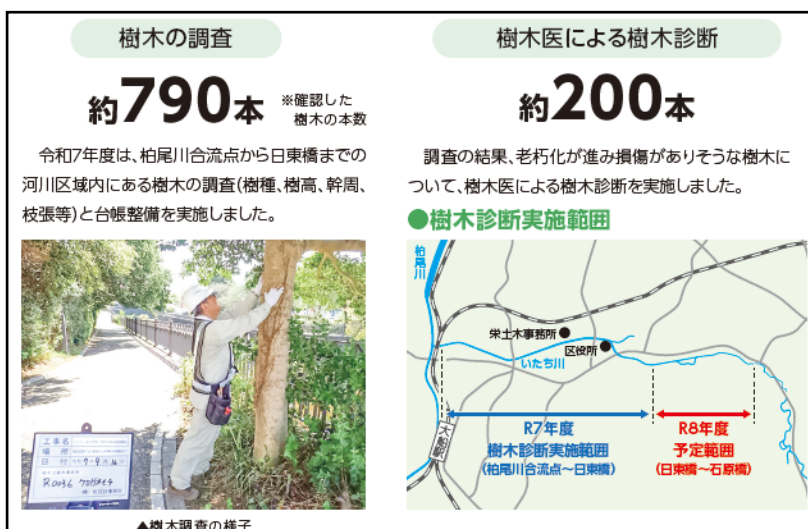 樹木の調査
約790本 ※確認した
樹木の本数
令和7年度は、柏尾川合流点から日東橋までの
河川区域内にある樹木の調査(樹種、樹高、幹周、
枝張等)と台帳整備を実施しました。
工事名
場所
日付
R0036
▲樹木調査の様子
樹木医による樹木診断
約200本
調査の結果、老朽化が進み損傷がありそうな樹木に
ついて、樹木医による樹木診断を実施しました。
●樹木診断実施範囲
柏尾川
栄土木事務所
区役所
いたち川
大船駅
R7年度
樹木診断実施範囲
(柏尾川合流点～日東橋)
R8年度
予定範囲
(日東橋～石原橋)